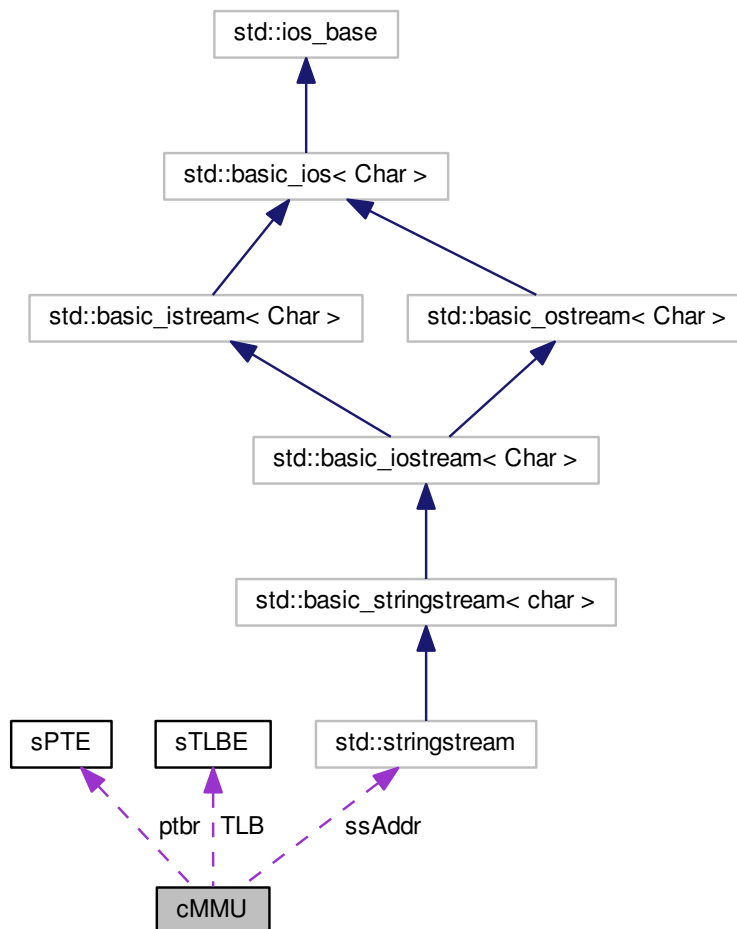 std::ios_base
std::basic_ios< Char >
std::basic_istream< Char >
std::basic_ostream< Char >
std::basic_iostream< Char >
std::basic_stringstream< char >
sPTE
sTLBE
std::stringstream
ptbr
TLB
ssAddr
cMMU